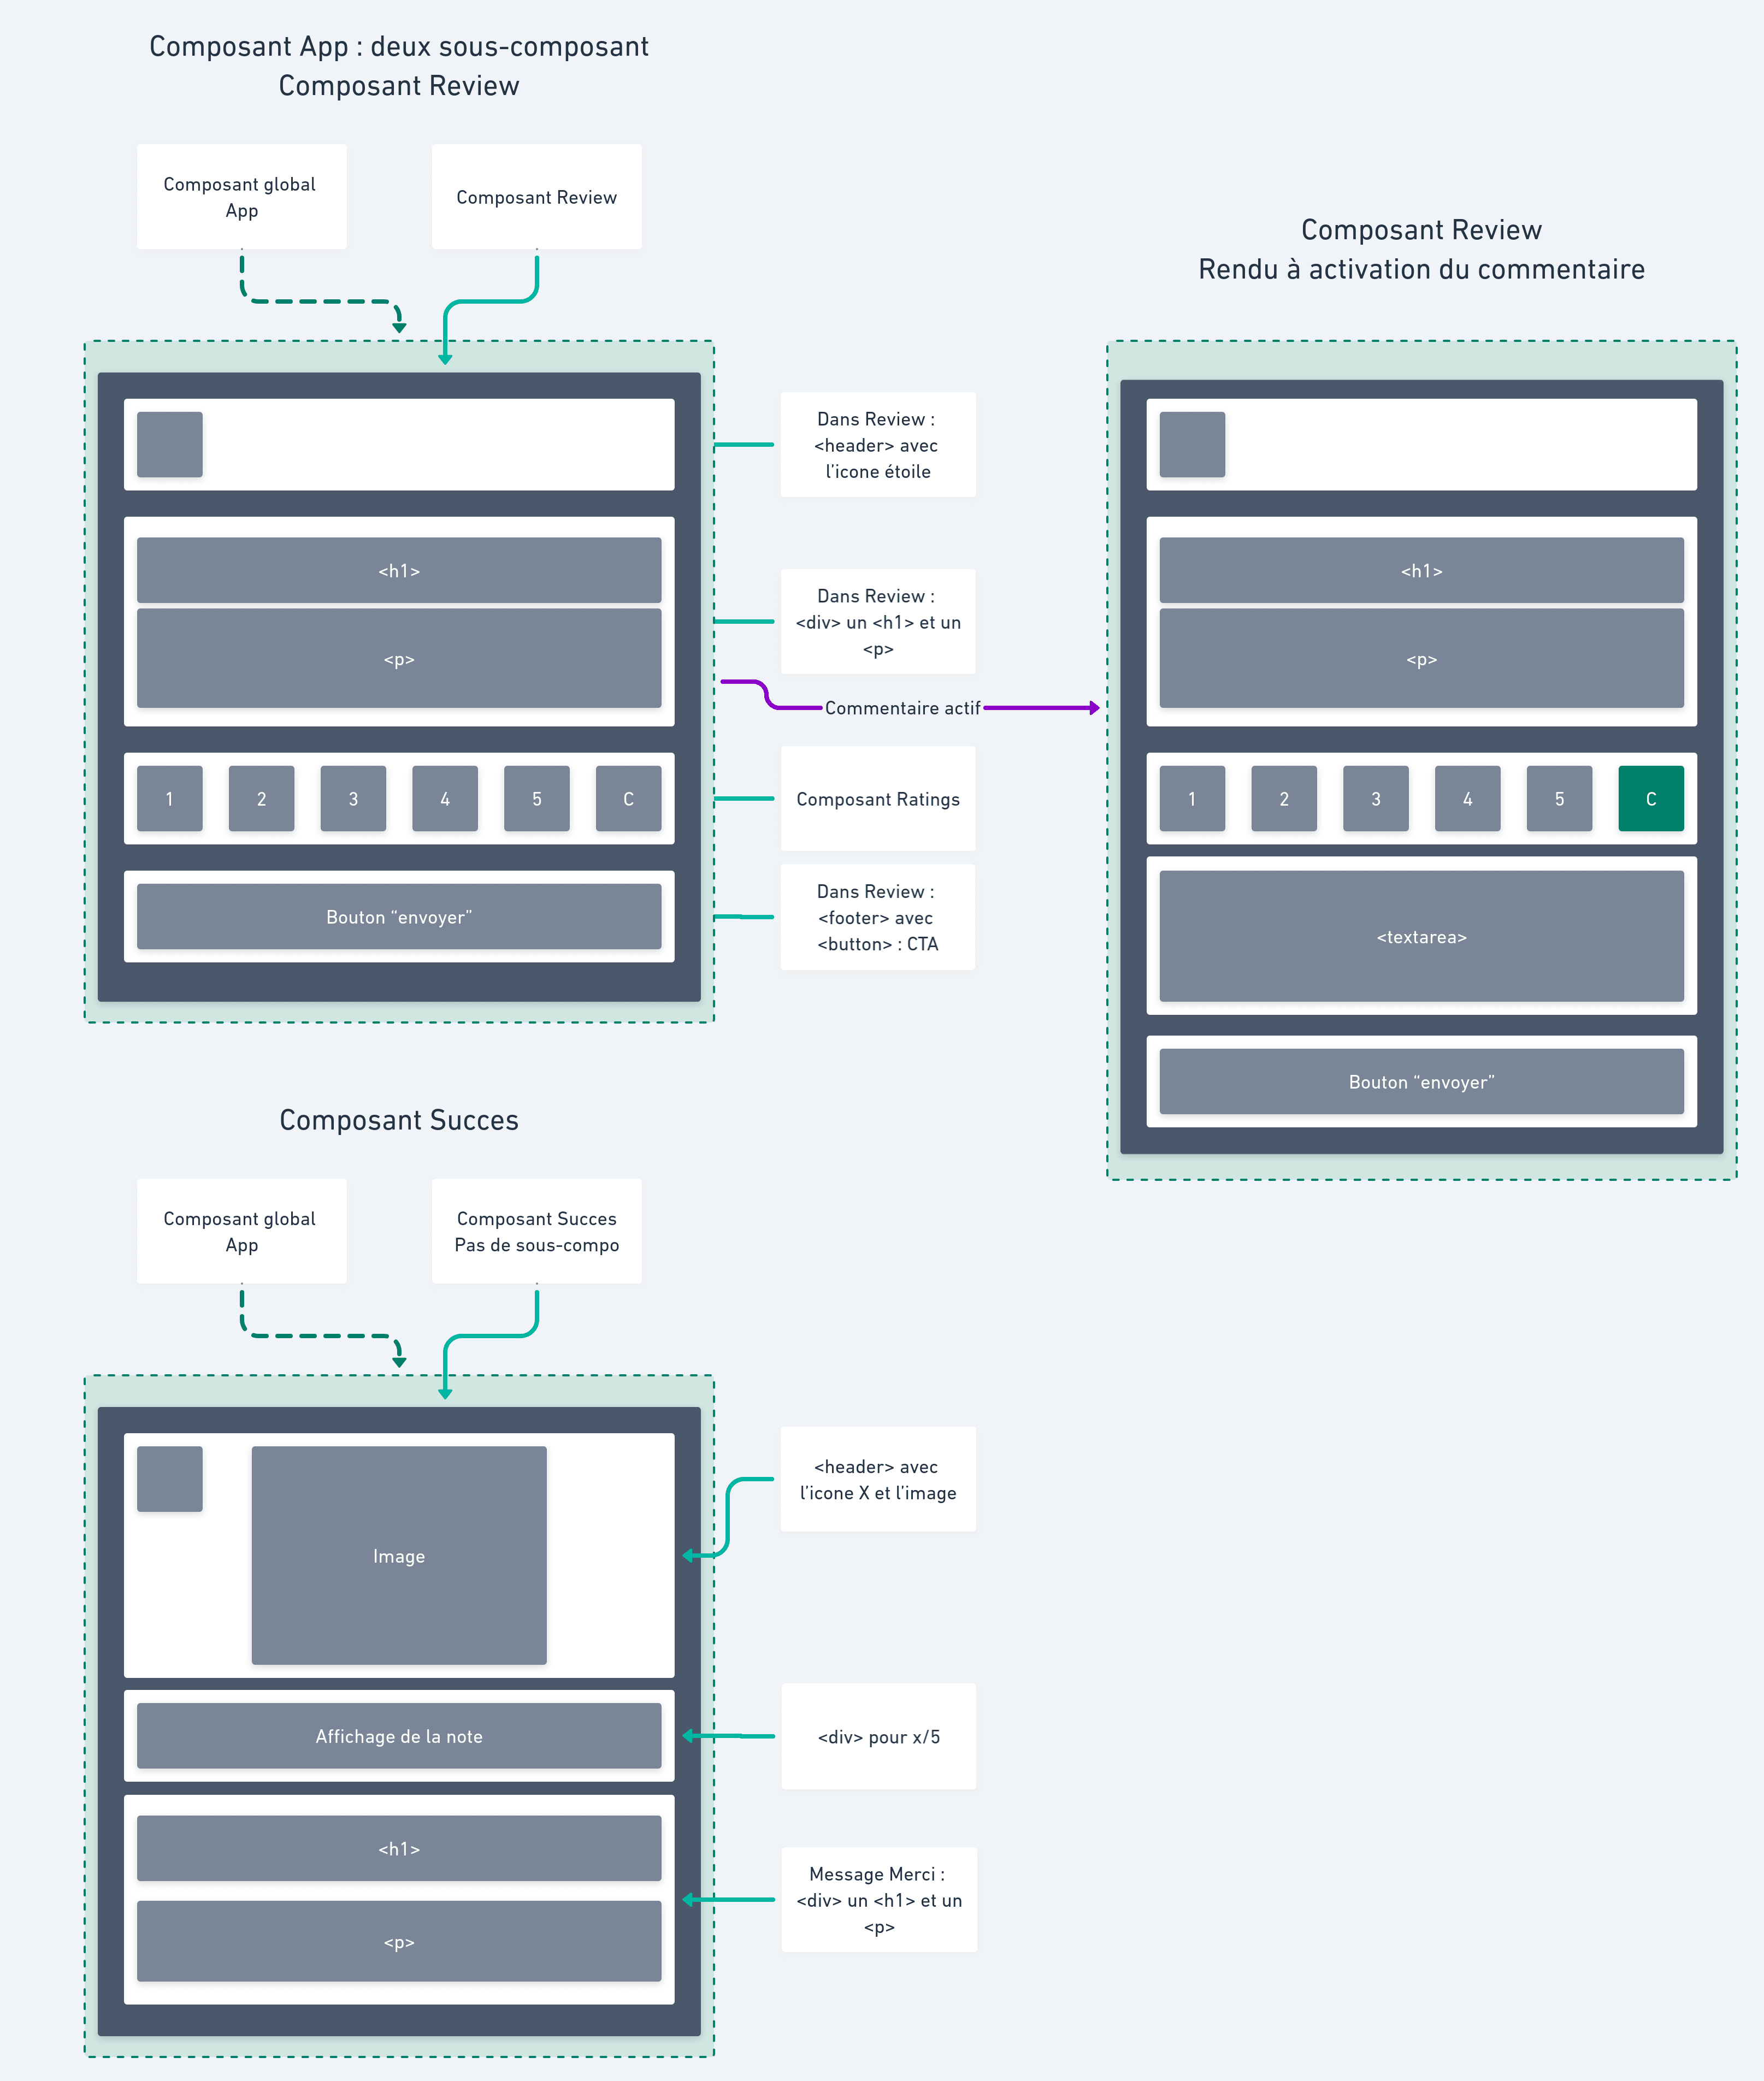 Composant App : deux sous-composant
Composant Review
Composant global
App
Composant Review
Dans Review :
<header> avec
l’icone étoile
<h1>
<p>
Dans Review :
<div> un <h1> et un
<p>
Commentaire actif
1
2
3
4
5
C
Composant Ratings
Bouton “envoyer”
Dans Review :
<footer> avec
<button> : CTA
Composant Review
Rendu à activation du commentaire
<h1>
<p>
1
2
3
4
5
C
<textarea>
Bouton “envoyer”
Composant Succes
Composant global
App
Composant Succes
Pas de sous-compo
Image
<header> avec
l’icone X et l’image
Affichage de la note
<div> pour x/5
<h1>
<p>
Message Merci :
<div> un <h1> et un
<p>